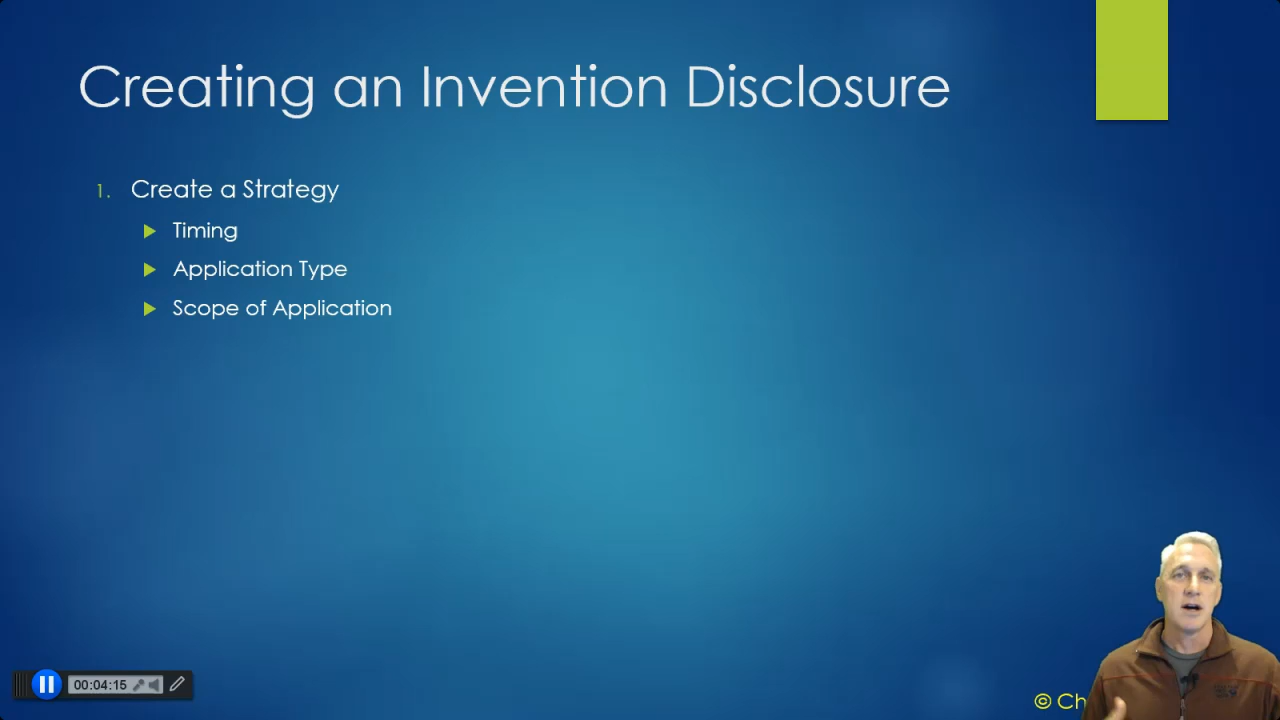 Creating an Invention Disclosure
1. Create a Strategy
Timing
Application Type
Scope of Application
00:04:15
© Ch